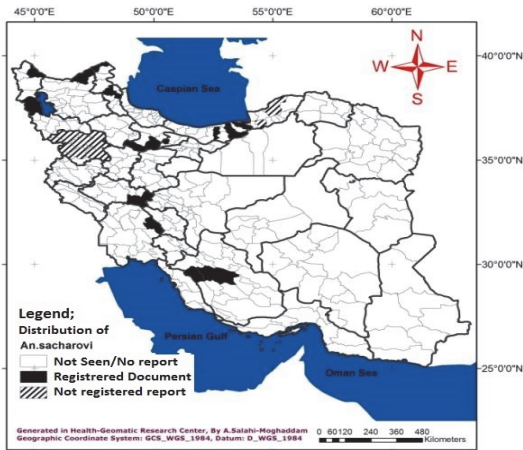 45°0'0"E 50°0'0"E 55°0'0"E 60°0'0"E
N
W E
S
40°0'0"N
35°0'0"N
30°0'0"N
25°0'0"N
Caspian Sea
Persian Gulf
Oman Sea
Legend;
Distribution of
An.sacharovi
Not Seen/No report
Registrered Document
Not registered report
Generated in Health-Geomatic Research Center, By A.Salahi-Moghaddam
Geographic Coordinate System: GCS_WGS_1984, Datum: D_WGS_1984
0 60 120 240 360 480
Kilometers